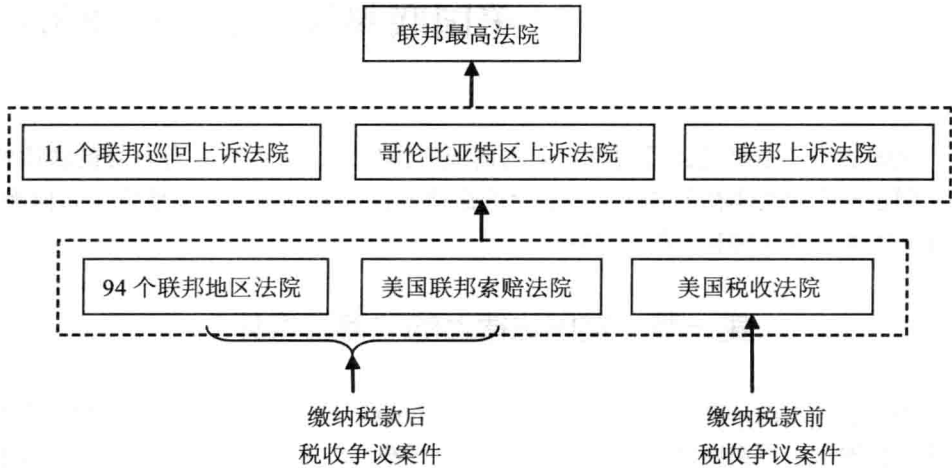 联邦最高法院
11 个联邦巡回上诉法院
哥伦比亚特区上诉法院
联邦上诉法院
94 个联邦地区法院
美国联邦索赔法院
美国税收法院
缴纳税款后
税收争议案件
缴纳税款前
税收争议案件